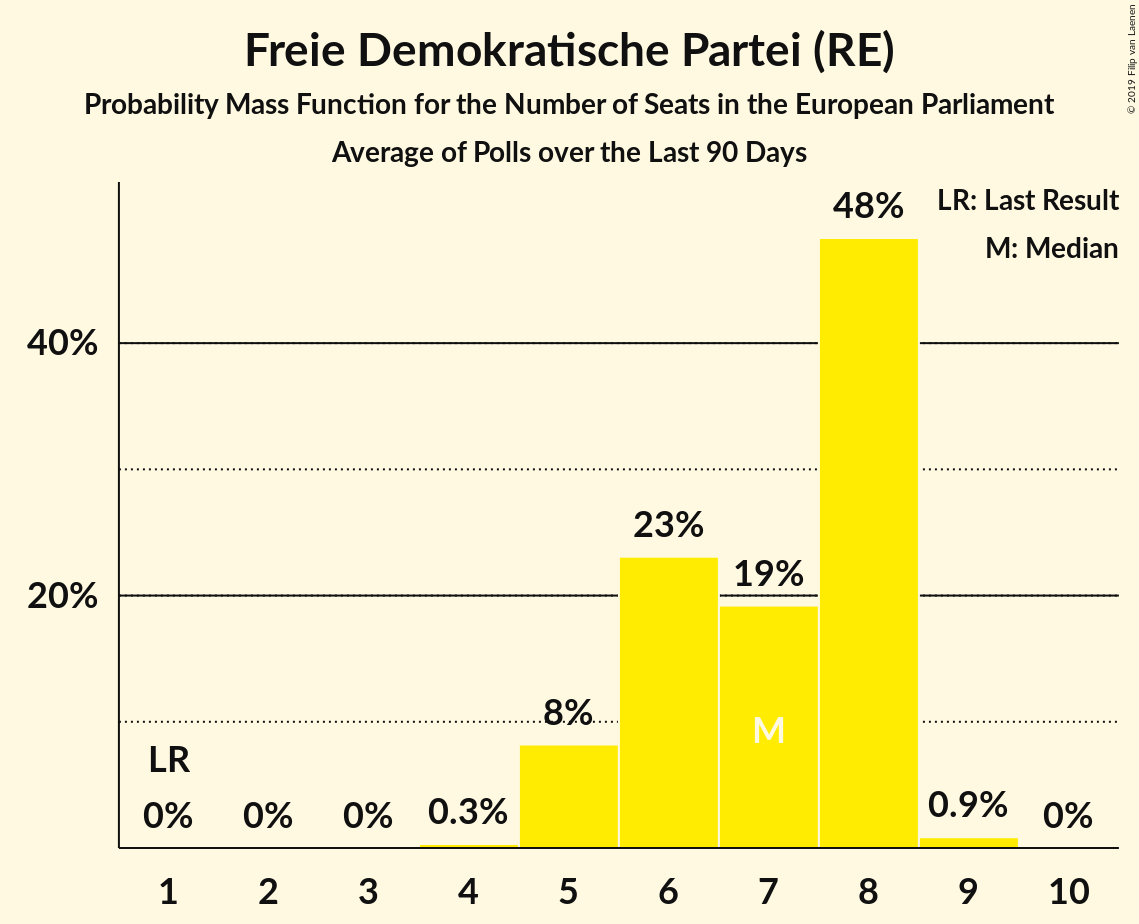 Freie Demokratische Partei (RE)
Probability Mass Function for the Number of Seats in the European Parliament
Average of Polls over the Last 90 Days
© 2019 Filip van Laenen
LR: Last Result
M: Median
48%
40%
23%
19%
20%
8%
M
LR
0%
0%
0%
0.3%
0.9%
0%
1 2 3 4 5 6 7 8 9 10